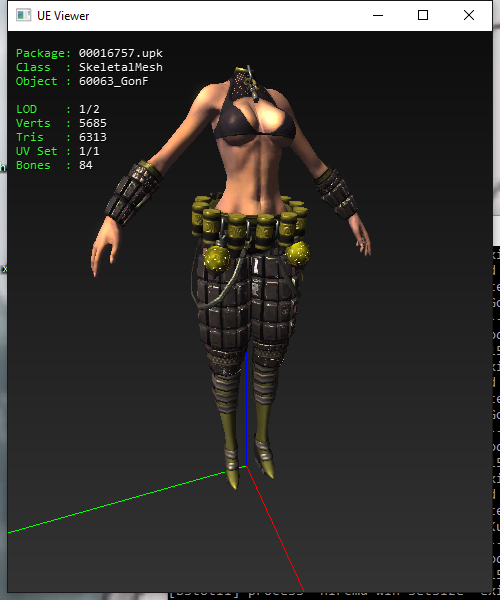 UE Viewer
Package: 00016757.upk
Class : SkeletalMesh
Object : 60063_GonF
LOD : 1/2
Verts : 5685
Tris : 6313
UV Set : 1/1
Bones : 84